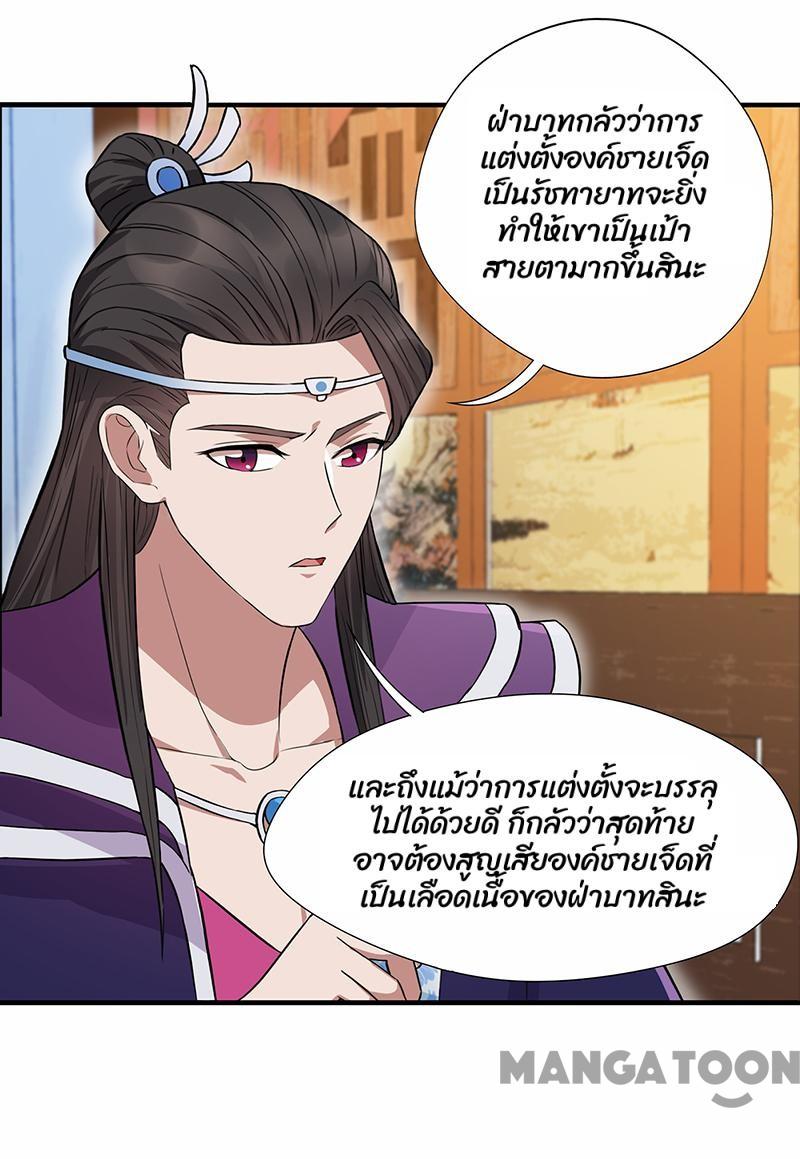 ฝ่าบาทกลัวว่าการ
แต่งตั้งองค์ชายเจ็ด
เป็นรัชทายาทจะยิ่ง
ทำให้เขาเป็นเป้า
สายตามากขึ้นสินะ
และถึงแม้ว่าการแต่งตั้งจะบรรลุ
ไปได้ด้วยดี ก็กลัวว่าสุดท้าย
อาจต้องสูญเสียองค์ชายเจ็ดที่
เป็นเลือดเนื้อของฝ่าบาทสินะ
MANGATOON